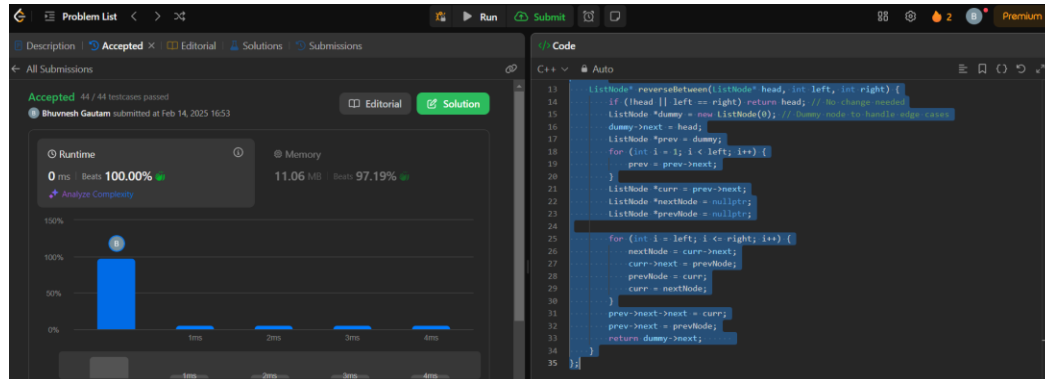 Problem List
Run
Submit
2
B
Premium
Description
Accepted
Editorial
Solutions
Submissions
All Submissions
Accepted 44 / 44 testcases passed
B Bhuvnesh Gautam submitted at Feb 14, 2025 16:53
Editorial
Solution
Runtime
0 ms | Beats 100.00%
Analyze Complexity
Memory
11.06 MB | Beats 97.19%
150%
100%
50%
0%
B
1ms 2ms 3ms 4ms
1ms 2ms 3ms 4ms
</> Code
C++ Auto
13 ListNode* reverseBetween(ListNode* head, int left, int right) {
14 if (!head || left == right) return head; // No change needed
15 ListNode *dummy = new ListNode(0); // Dummy node to handle edge cases
16 dummy->next = head;
17 ListNode *prev = dummy;
18 for (int i = 1; i < left; i++) {
19 prev = prev->next;
20 }
21 ListNode *curr = prev->next;
22 ListNode *nextNode = nullptr;
23 ListNode *prevNode = nullptr;
24
25 for (int i = left; i <= right; i++) {
26 nextNode = curr->next;
27 curr->next = prevNode;
28 prevNode = curr;
29 curr = nextNode;
30 }
31 prev->next->next = curr;
32 prev->next = prevNode;
33 return dummy->next;
34 }
35 };